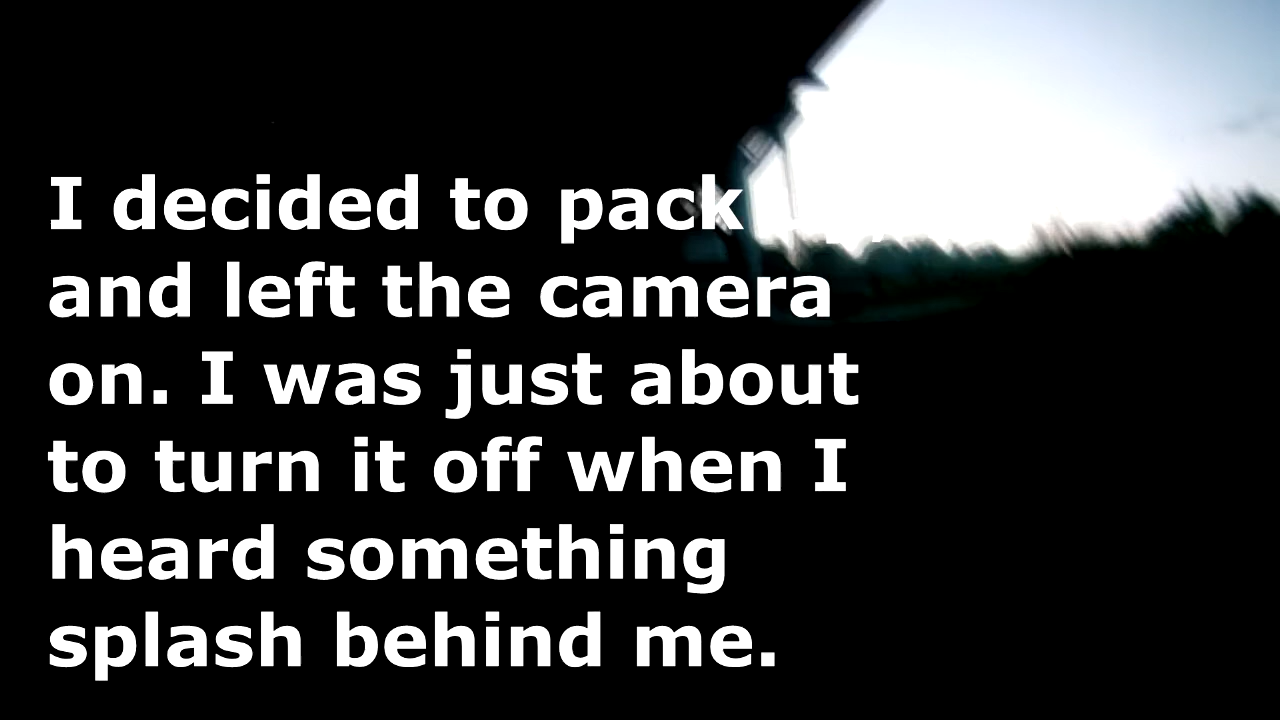 I decided to pack
and left the camera
on. I was just about
to turn it off when I
heard something
splash behind me.